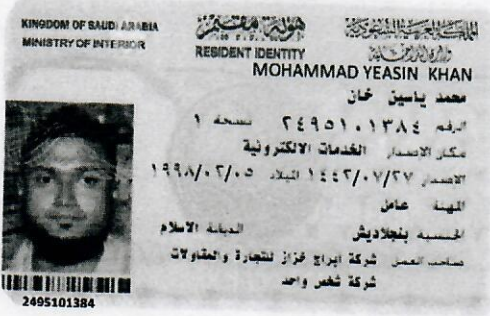 KINGDOM OF SAUDI ARABIA
MINISTRY OF INTERIOR
هوية مقيم
RESIDENT IDENTITY
المملكة العربية السعودية
وزارة الداخلية
MOHAMMAD YEASIN KHAN
محمد ياسين خان
الرقم ٢٤٩٥١٠١٣٨٤ نسخة ١
مكان الاصدار الخدمات الالكترونية
الاصدار ١٤٤٢/٠٧/٢٧ الميلاد ١٩٩٨/٠٢/٠٥
المهنة عامل
الجنسية بنجلاديش الديانة الاسلام
صاحب العمل شركة ابراج خزاز للتجارة والمقاولات
شركة شخص واحد
2495101384